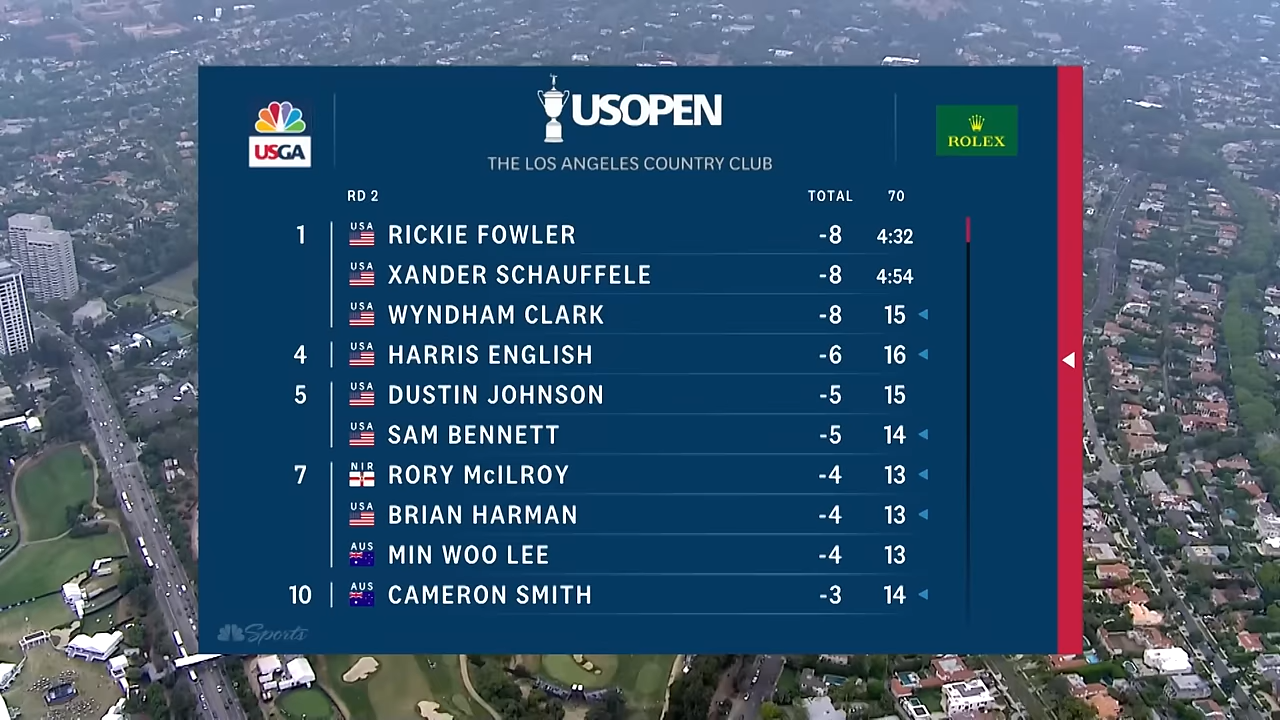 USOPEN
USGA
ROLEX
THE LOS ANGELES COUNTRY CLUB
RD 2 TOTAL 70
1 USA RICKIE FOWLER -8 4:32
USA XANDER SCHAUFFELE -8 4:54
USA WYNDHAM CLARK -8 15
4 USA HARRIS ENGLISH -6 16
5 USA DUSTIN JOHNSON -5 15
USA SAM BENNETT -5 14
7 NIR RORY McILROY -4 13
USA BRIAN HARMAN -4 13
AUS MIN WOO LEE -4 13
10 AUS CAMERON SMITH -3 14
Sports